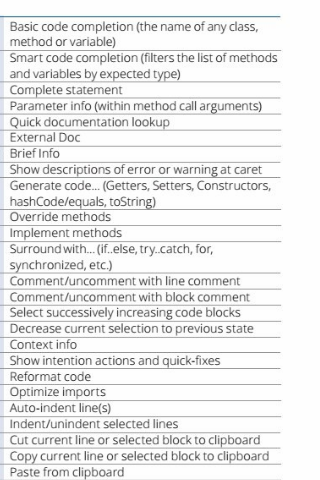 Basic code completion (the name of any class,
method or variable)
Smart code completion (filters the list of methods
and variables by expected type)
Complete statement
Parameter info (within method call arguments)
Quick documentation lookup
External Doc
Brief Info
Show descriptions of error or warning at caret
Generate code... (Getters, Setters, Constructors,
hashCode/equals, toString)
Override methods
Implement methods
Surround with... (if..else, try..catch, for,
synchronized, etc.)
Comment/uncomment with line comment
Comment/uncomment with block comment
Select successively increasing code blocks
Decrease current selection to previous state
Context info
Show intention actions and quick-fixes
Reformat code
Optimize imports
Auto-indent line(s)
Indent/unindent selected lines
Cut current line or selected block to clipboard
Copy current line or selected block to clipboard
Paste from clipboard